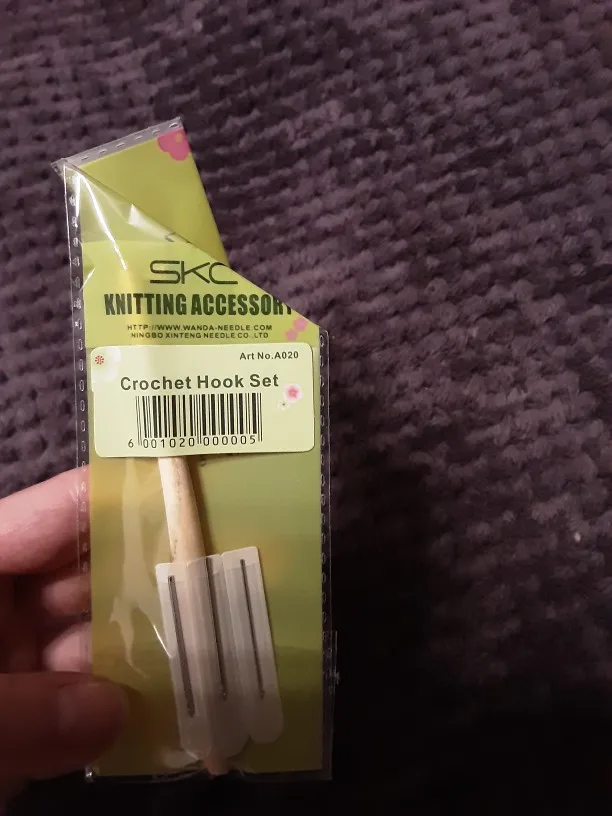 SKC
KNITTING ACCESSORY
HTTP://WWW.WANDA-NEEDLE.COM
NINGBO XINTENG NEEDLE CO.,LTD
Art No.A020
Crochet Hook Set
6 001020 000005